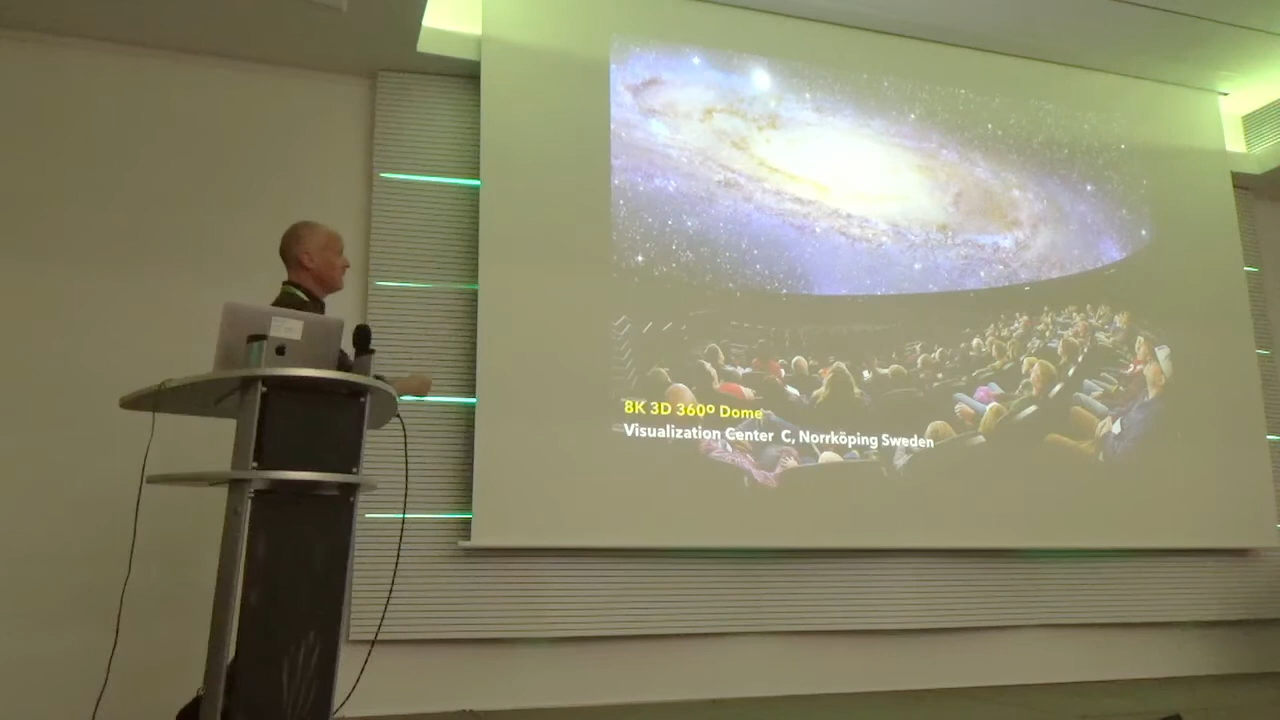 8K 3D 360º Dome
Visualization Center C, Norrköping Sweden